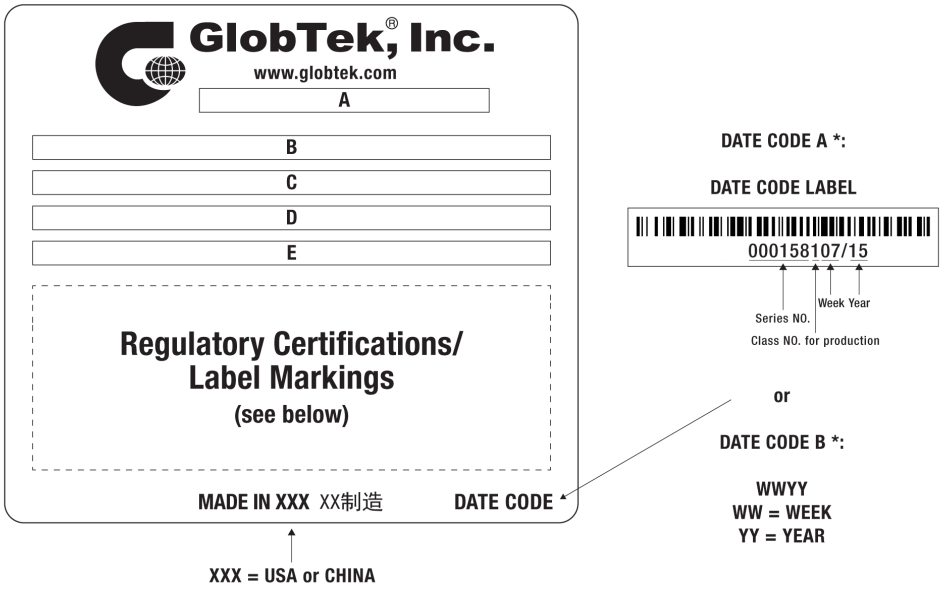 GlobTek, Inc.®
www.globtek.com
A
B
C
D
E
Regulatory Certifications/
Label Markings
(see below)
MADE IN XXX XX制造
DATE CODE
XXX = USA or CHINA
DATE CODE A *:
DATE CODE LABEL
000158107/15
Week Year
Series NO.
Class NO. for production
or
DATE CODE B *:
WWYY
WW = WEEK
YY = YEAR